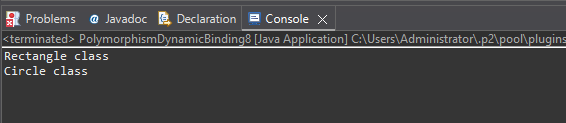 Problems Javadoc Declaration Console
<terminated> PolymorphismDynamicBinding8 [Java Application] C:\Users\Administrator\.p2\pool\plugins
Rectangle class
Circle class